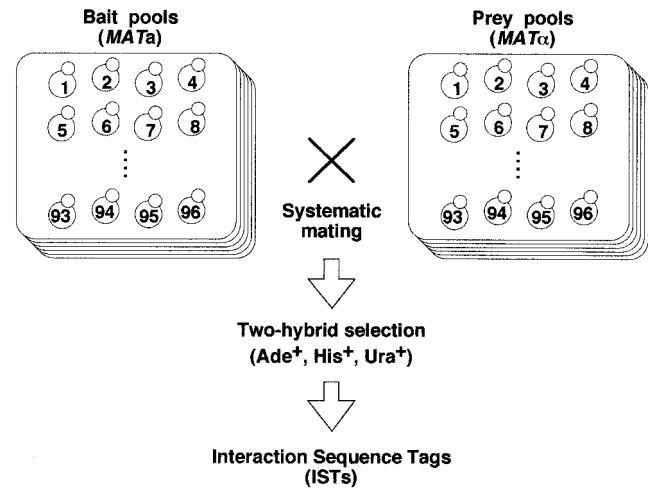 Bait pools
(MATa)
Prey pools
(MATα)
1 2 3 4
5 6 7 8
93 94 95 96
1 2 3 4
5 6 7 8
93 94 95 96
Systematic
mating
Two-hybrid selection
(Ade+, His+, Ura+)
Interaction Sequence Tags
(ISTs)